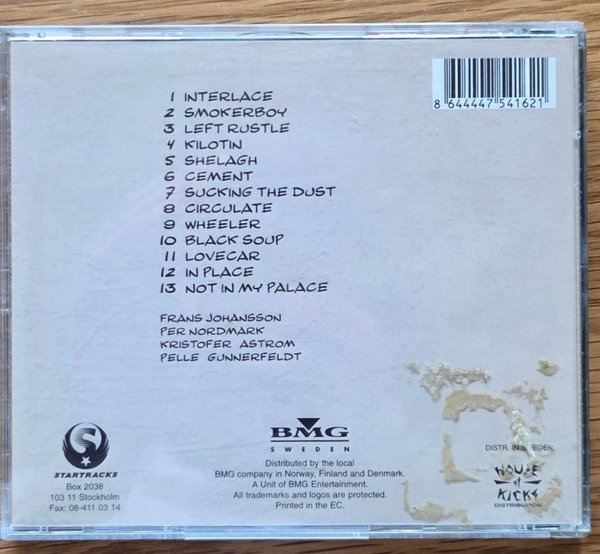 8 644447 541621
1 INTERLACE
2 SMOKERBOY
3 LEFT RUSTLE
4 KILOTIN
5 SHELAGH
6 CEMENT
7 SUCKING THE DUST
8 CIRCULATE
9 WHEELER
10 BLACK SOUP
11 LOVECAR
12 IN PLACE
13 NOT IN MY PALACE
FRANS JOHANSSON
PER NORDMARK
KRISTOFER ASTROM
PELLE GUNNERFELDT
S
STARTRACKS
Box 2038
103 11 Stockholm
Fax: 08-411 03 14
BMG
SWEDEN
Distributed by the local
BMG company in Norway, Finland and Denmark.
A Unit of BMG Entertainment.
All trademarks and logos are protected.
Printed in the EC.
DISTR. IN SWEDEN
HOUSE
of
KICKS
DISTRIBUTION